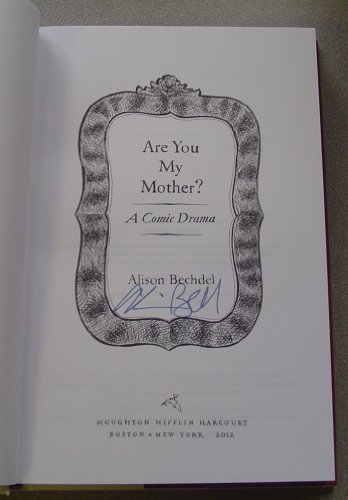 Are You
My
Mother?
A Comic Drama
Alison Bechdel
HOUGHTON MIFFLIN HARCOURT
BOSTON • NEW YORK 2012